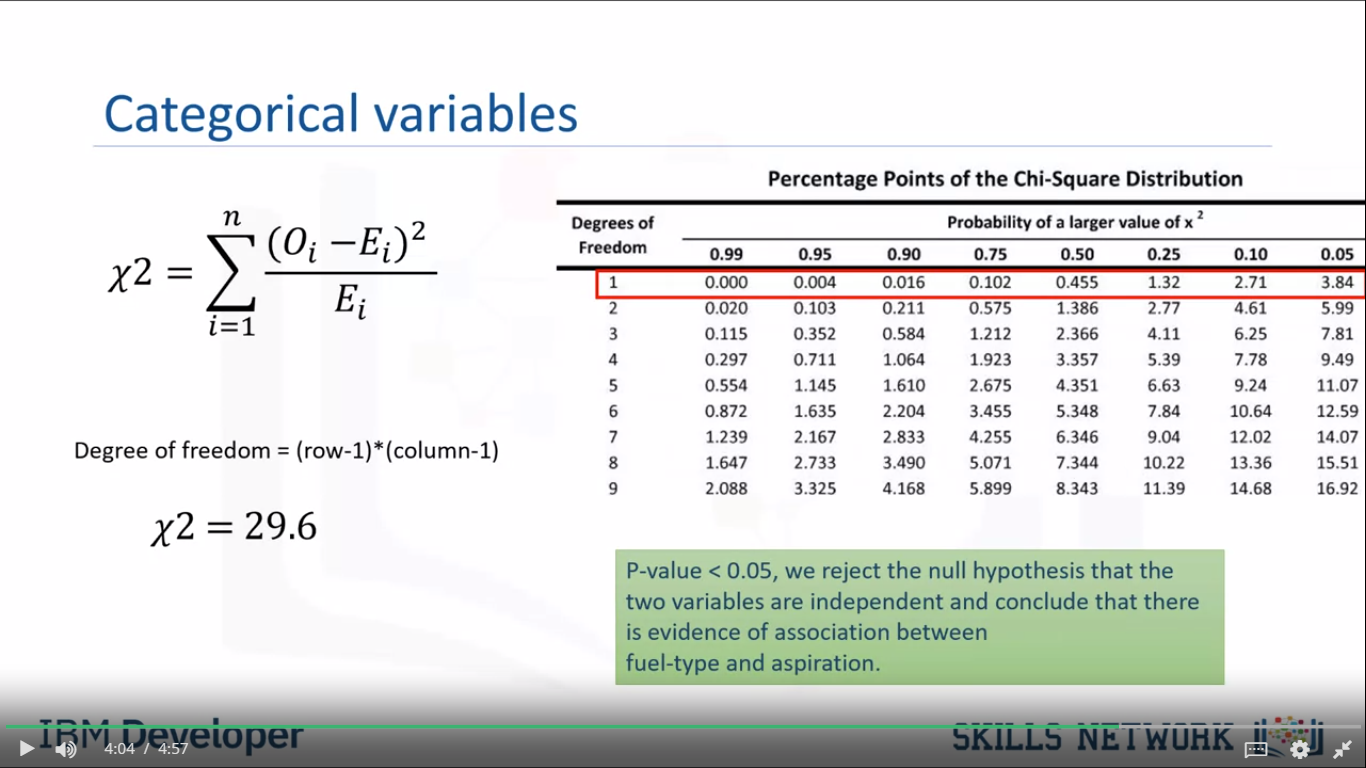 Categorical variables
χ2 = n ∑ i=1 (Oi −Ei)² / Ei
Degree of freedom = (row-1)*(column-1)
χ2 = 29.6
Percentage Points of the Chi-Square Distribution
Degrees of Freedom
Probability of a larger value of x ²
0.99 0.95 0.90 0.75 0.50 0.25 0.10 0.05
1 0.000 0.004 0.016 0.102 0.455 1.32 2.71 3.84
2 0.020 0.103 0.211 0.575 1.386 2.77 4.61 5.99
3 0.115 0.352 0.584 1.212 2.366 4.11 6.25 7.81
4 0.297 0.711 1.064 1.923 3.357 5.39 7.78 9.49
5 0.554 1.145 1.610 2.675 4.351 6.63 9.24 11.07
6 0.872 1.635 2.204 3.455 5.348 7.84 10.64 12.59
7 1.239 2.167 2.833 4.255 6.346 9.04 12.02 14.07
8 1.647 2.733 3.490 5.071 7.344 10.22 13.36 15.51
9 2.088 3.325 4.168 5.899 8.343 11.39 14.68 16.92
P-value < 0.05, we reject the null hypothesis that the
two variables are independent and conclude that there
is evidence of association between
fuel-type and aspiration.
IBM Developer
SKILLS NETWORK
4:04 / 4:57